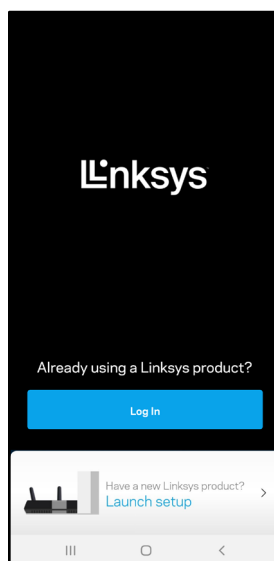 Linksys
Already using a Linksys product?
Log In
Have a new Linksys product?
Launch setup